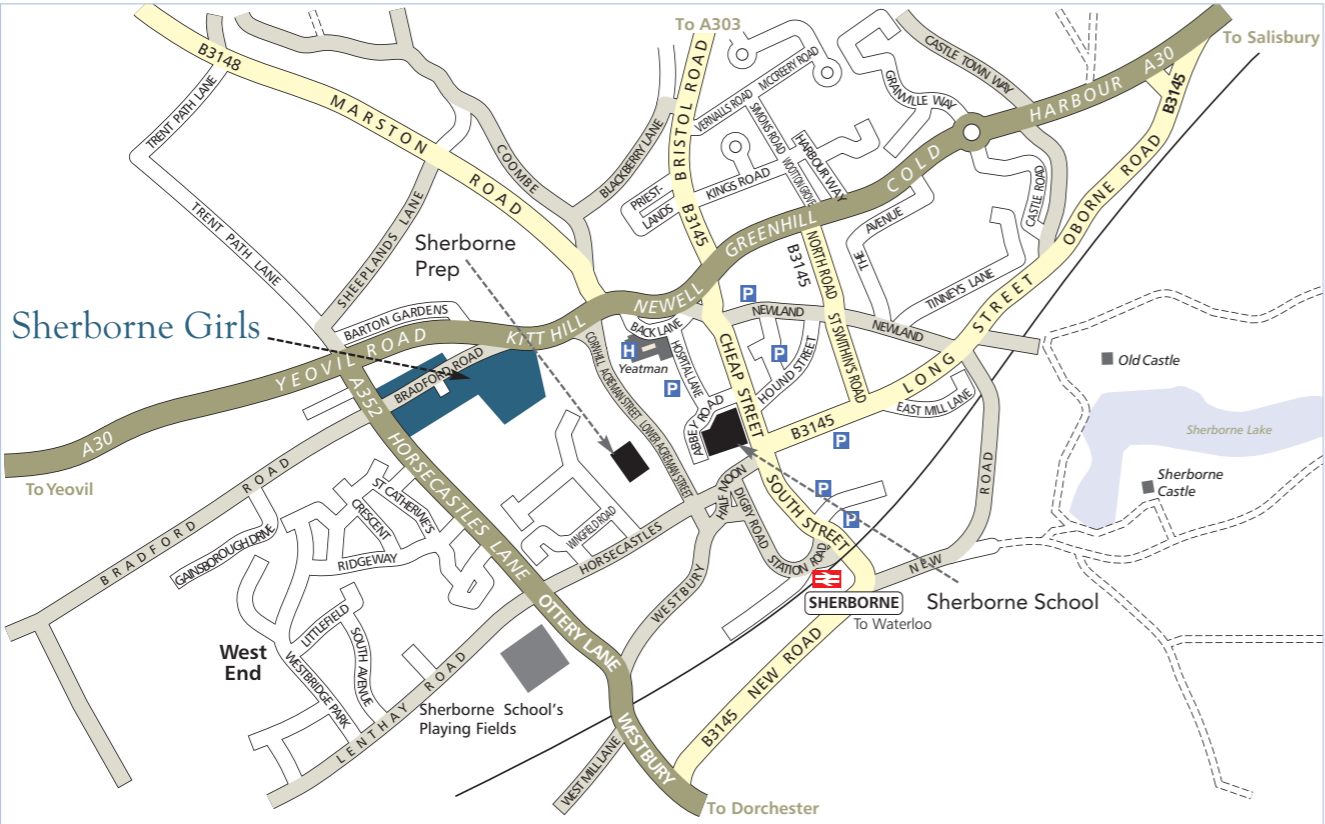 To A303
To Salisbury
B3148
MARSTON
ROAD
TRENT PATH LANE
TRENT PATH LANE
SHEEPLANDS LANE
COOMBE
BLACKBERRY LANE
BRISTOL ROAD
B3145
VERNALLS ROAD
MCCREERY ROAD
SIMONS ROAD
WOOTTON GROVE
HARBOUR WAY
KINGS ROAD
PRIEST-
LANDS
GRANVILLE WAY
CASTLE TOWN WAY
COLD
HARBOUR
A30
B3145
CASTLE ROAD
OBORNE ROAD
GREENHILL
THE
AVENUE
TINNEYS LANE
B3145
NORTH ROAD
Sherborne
Prep
Sherborne Girls
BARTON GARDENS
YEOVIL ROAD
KITT HILL
NEWELL
P
NEWLAND
NEWLAND
ST SWITHIN'S ROAD
LONG
STREET
BACK LANE
H
Yeatman
HOSPITAL LANE
P
P
CHEAP STREET
HOUND STREET
CORNHILL
ACREMAN STREET
LOWER ACREMAN STREET
BRADFORD ROAD
A352
A30
To Yeovil
ABBEY ROAD
B3145
P
EAST MILL LANE
Old Castle
Sherborne Lake
Sherborne
Castle
HORSECASTLES LANE
BRADFORD
ROAD
ST CATHERINE'S
CRESCENT
GAINSBOROUGH DRIVE
RIDGEWAY
WINGFIELD ROAD
HORSECASTLES
HALF MOON
DIGBY ROAD
STATION ROAD
SOUTH STREET
P
P
ROAD
NEW
SHERBORNE
To Waterloo
Sherborne School
WESTBURY
OTTERY LANE
LITTLEFIELD
SOUTH AVENUE
WESTBRIDGE PARK
West
End
LENTHAY
ROAD
Sherborne School's
Playing Fields
WEST MILL LANE
WESTBURY
B3145
NEW ROAD
To Dorchester